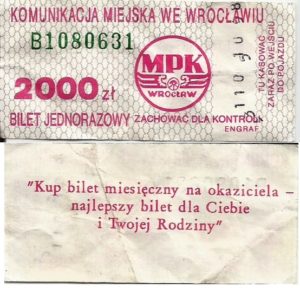 KOMUNIKACJA MIEJSKA WE WROCŁAWIU
B1080631
2000 zł
MPK
WROCŁAW
BILET JEDNORAZOWY
ZACHOWAĆ DLA KONTROLI
ENGRAF
TU KASOWAĆ
ZARAZ PO WEJŚCIU
DO POJAZDU
"Kup bilet miesięczny na okaziciela –
najlepszy bilet dla Ciebie
i Twojej Rodziny"